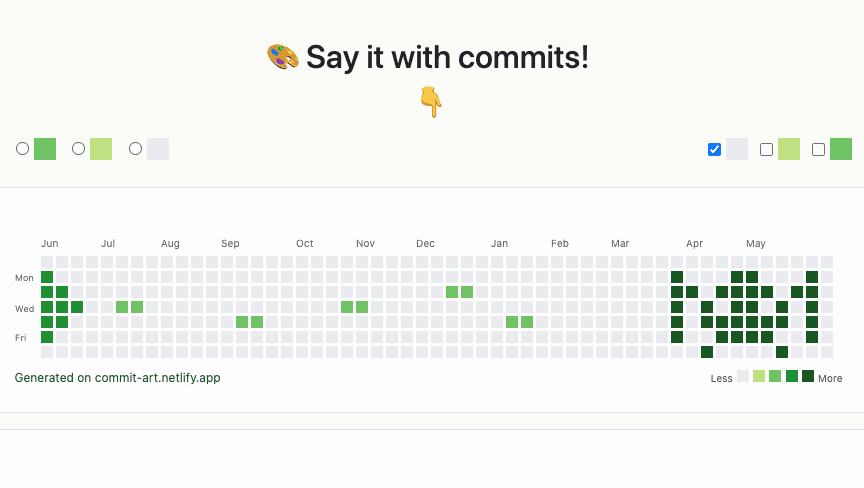 Say it with commits!
Jun Jul Aug Sep Oct Nov Dec Jan Feb Mar Apr May
Mon
Wed
Fri
Generated on commit-art.netlify.app
Less More